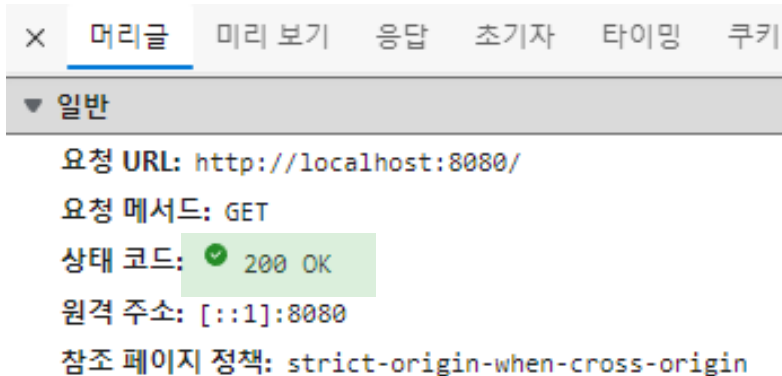 머리글 미리 보기 응답 초기자 타이밍 쿠키
일반
요청 URL: http://localhost:8080/
요청 메서드: GET
상태 코드: 200 OK
원격 주소: [::1]:8080
참조 페이지 정책: strict-origin-when-cross-origin